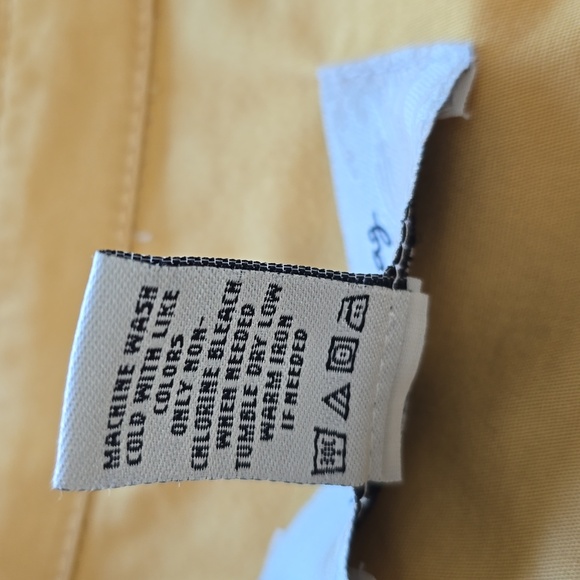 MACHINE WASH
COLD WITH LIKE
COLORS
ONLY NON-
CHLORINE BLEACH
WHEN NEEDED
TUMBLE DRY LOW
WARM IRON
IF NEEDED
30C